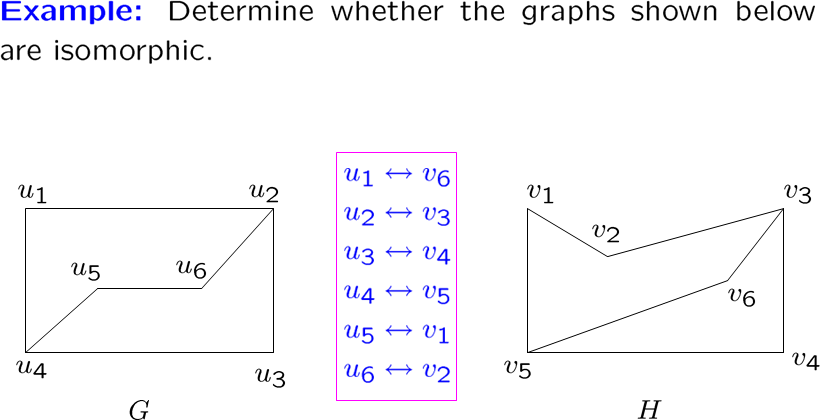 Example: Determine whether the graphs shown below
are isomorphic.
u1 u2
u5 u6
u4 u3
G
u1 ↔ v6
u2 ↔ v3
u3 ↔ v4
u4 ↔ v5
u5 ↔ v1
u6 ↔ v2
v1 v3
v2
v6
v5 v4
H